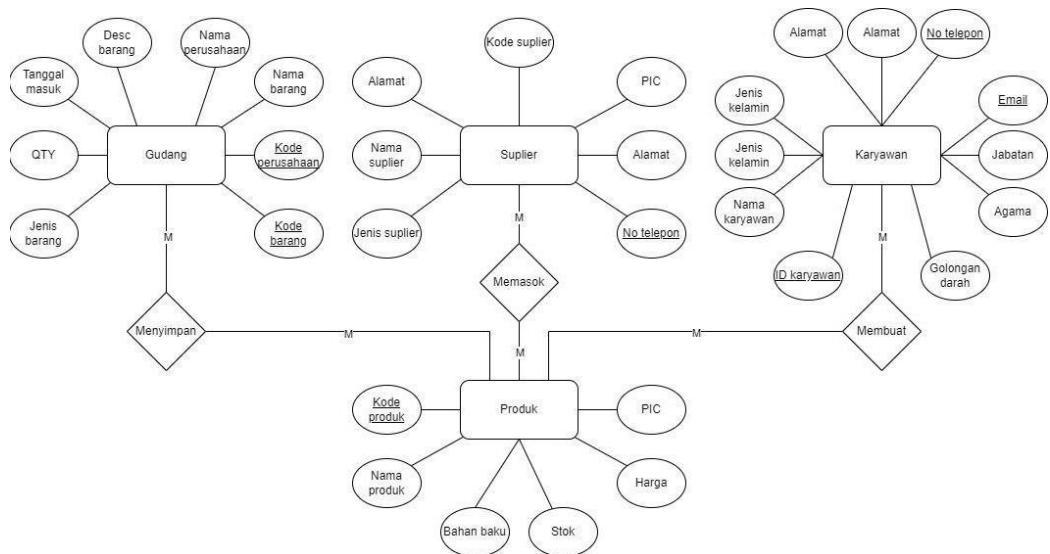 Desc
barang
Nama
perusahaan
Tanggal
masuk
Nama
barang
QTY
Gudang
Kode
perusahaan
Jenis
barang
Kode
barang
M
Menyimpan
M
Kode suplier
Alamat
PIC
Nama
suplier
Suplier
Alamat
Jenis suplier
No telepon
M
Memasok
M
Alamat
Alamat
No telepon
Jenis
kelamin
Email
Jenis
kelamin
Karyawan
Jabatan
Nama
karyawan
Agama
ID karyawan
Golongan
darah
M
Membuat
M
Kode
produk
Produk
PIC
Nama
produk
Harga
Bahan baku
Stok